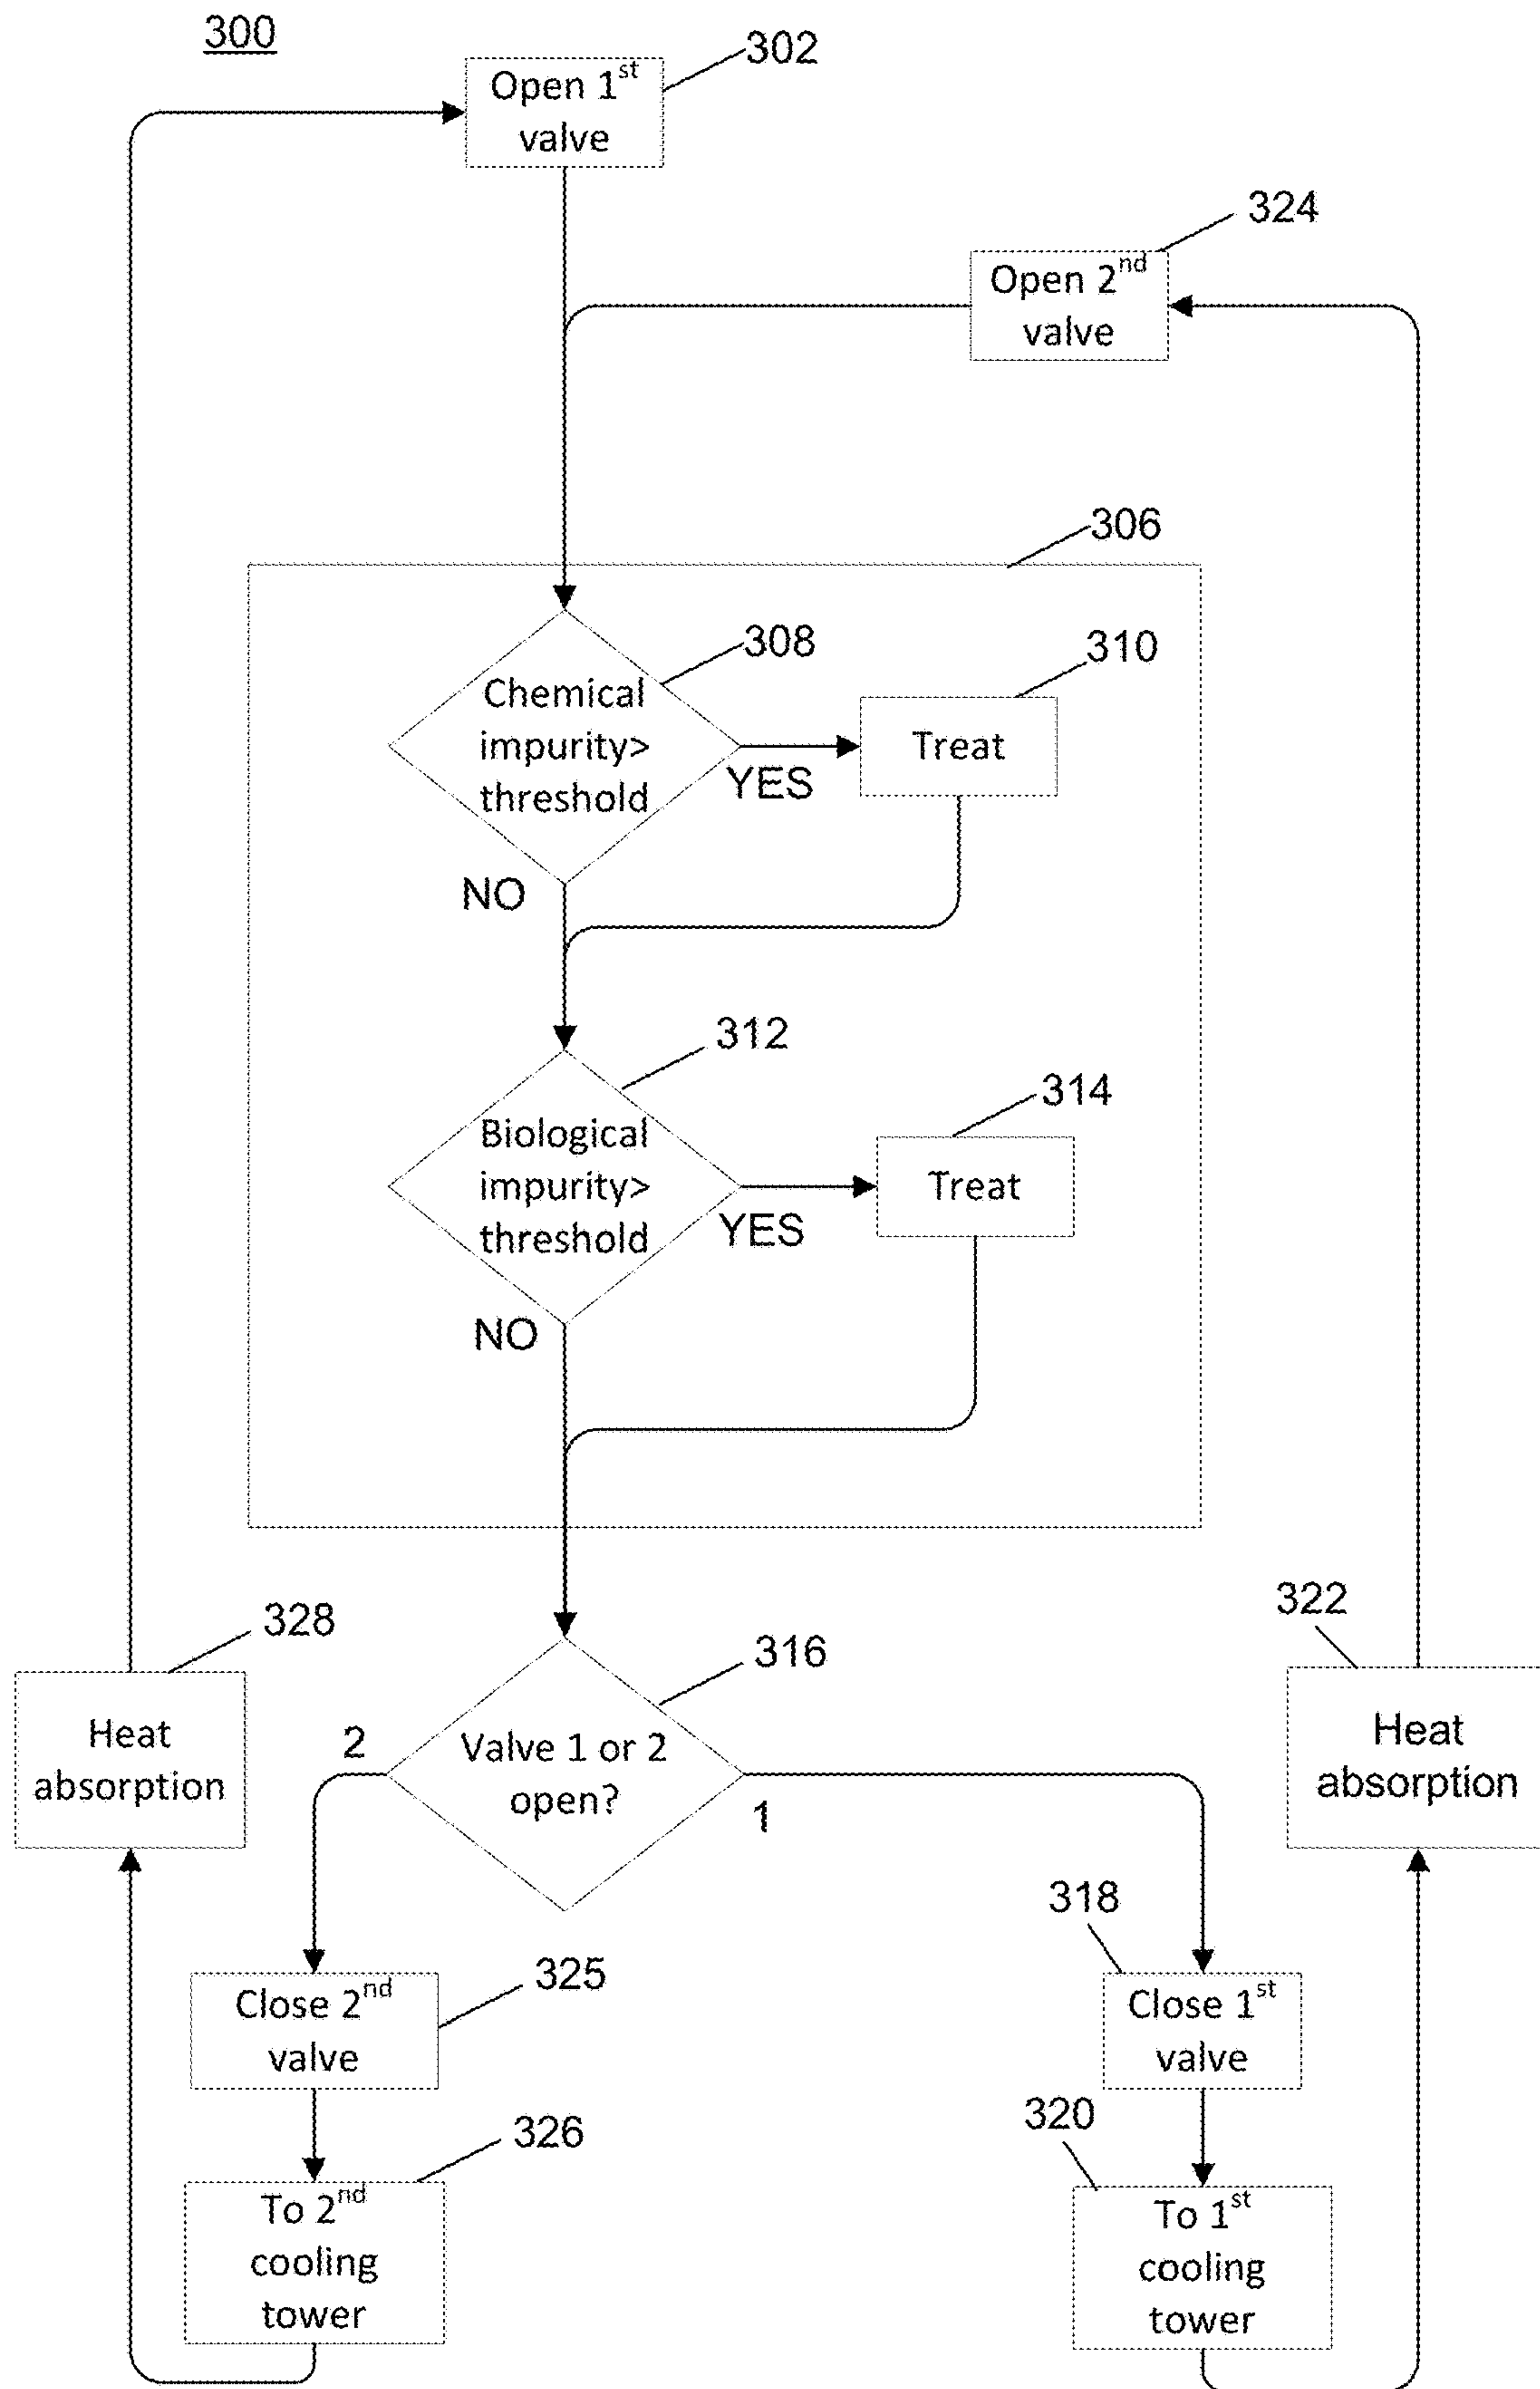 300
302
Open 1st
valve
324
Open 2nd
valve
306
308
Chemical
impurity>
threshold
YES
NO
310
Treat
312
Biological
impurity>
threshold
YES
NO
314
Treat
328
Heat
absorption
316
Valve 1 or 2
open?
2
1
322
Heat
absorption
325
Close 2nd
valve
318
Close 1st
valve
326
To 2nd
cooling
tower
320
To 1st
cooling
tower